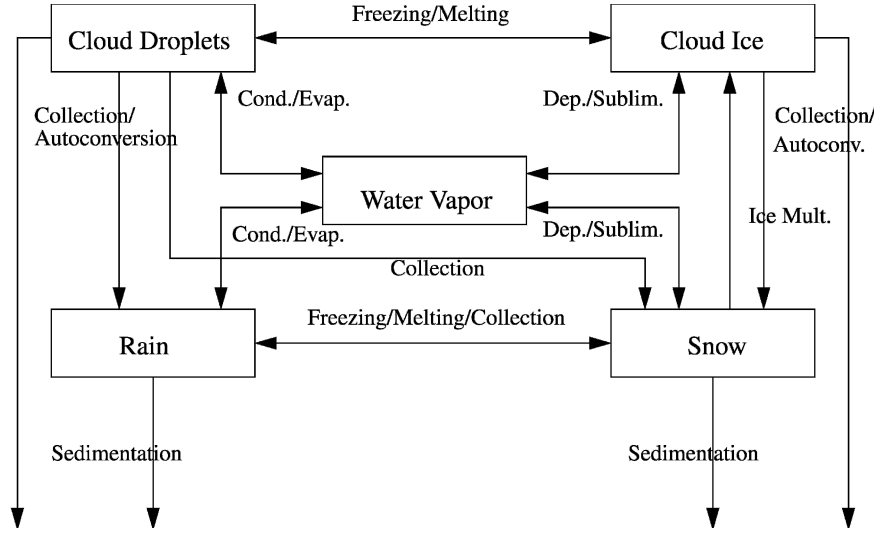 Freezing/Melting
Cloud Droplets
Cloud Ice
Cond./Evap.
Dep./Sublim.
Collection/
Autoconversion
Collection/
Autoconv.
Water Vapor
Ice Mult.
Cond./Evap.
Dep./Sublim.
Collection
Freezing/Melting/Collection
Rain
Snow
Sedimentation
Sedimentation